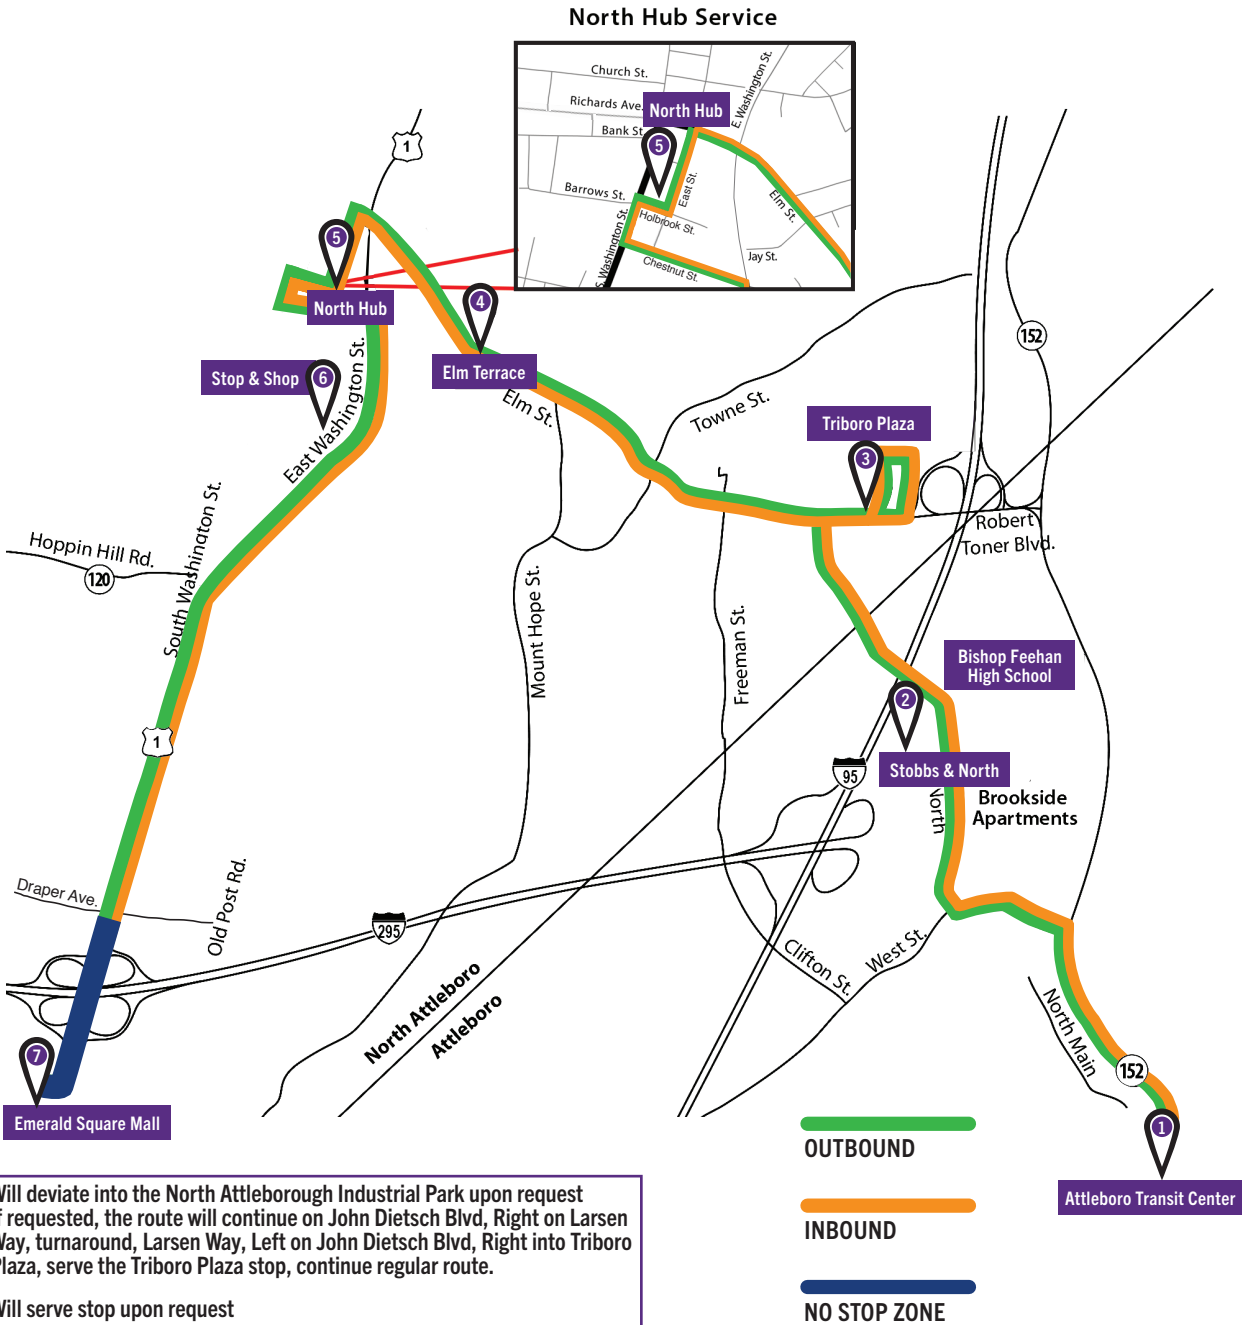 North Hub Service
Church St.
Richards Ave.
Bank St
North Hub
E. Washington St.
5
Barrows St.
East St.
Elm St.
Holbrook St.
S. Washington St.
Jay St.
Chestnut St.
1
5
North Hub
4
Elm Terrace
152
Stop & Shop
6
East Washington St.
Elm St.
Towne St.
Triboro Plaza
3
Robert
Toner Blvd.
Hoppin Hill Rd.
120
South Washington St.
Mount Hope St.
Freeman St.
Bishop Feehan
High School
2
Stobbs & North
1
95
North
Brookside
Apartments
Draper Ave.
Old Post Rd.
295
Clifton St.
West St.
North Attleboro
Attleboro
North Main
152
7
Emerald Square Mall
1
Attleboro Transit Center
OUTBOUND
INBOUND
NO STOP ZONE
deviate into the North Attleborough Industrial Park upon request
requested, the route will continue on John Dietsch Blvd, Right on Larsen
turnaround, Larsen Way, Left on John Dietsch Blvd, Right into Triboro
serve the Triboro Plaza stop, continue regular route.
serve stop upon request